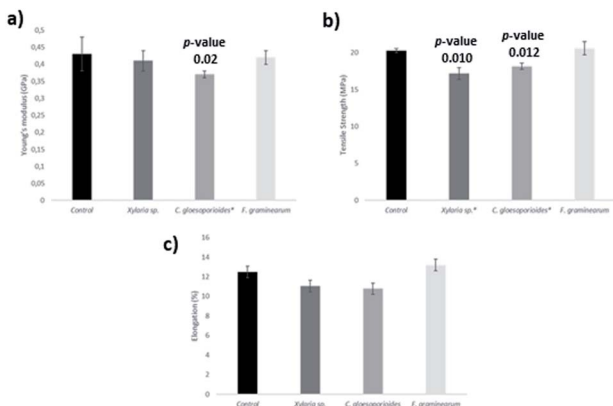 a)
Young's modulus (GPa)
0,5
0,45
0,4
0,35
0,3
0,25
0,2
0,15
0,1
0,05
0
p-value
0.02
Control
Xylaria sp.
C. gloesoporioides*
F. graminearum
b)
Tensile Strength (MPa)
20
15
10
5
0
p-value
0.010
p-value
0.012
Control
Xylaria sp.*
C. gloesoporioides*
F. graminearum
c)
Elongation (%)
16
14
12
10
8
6
4
2
0
Control
Xylaria sp.
C. gloesoporioides
F. graminearum